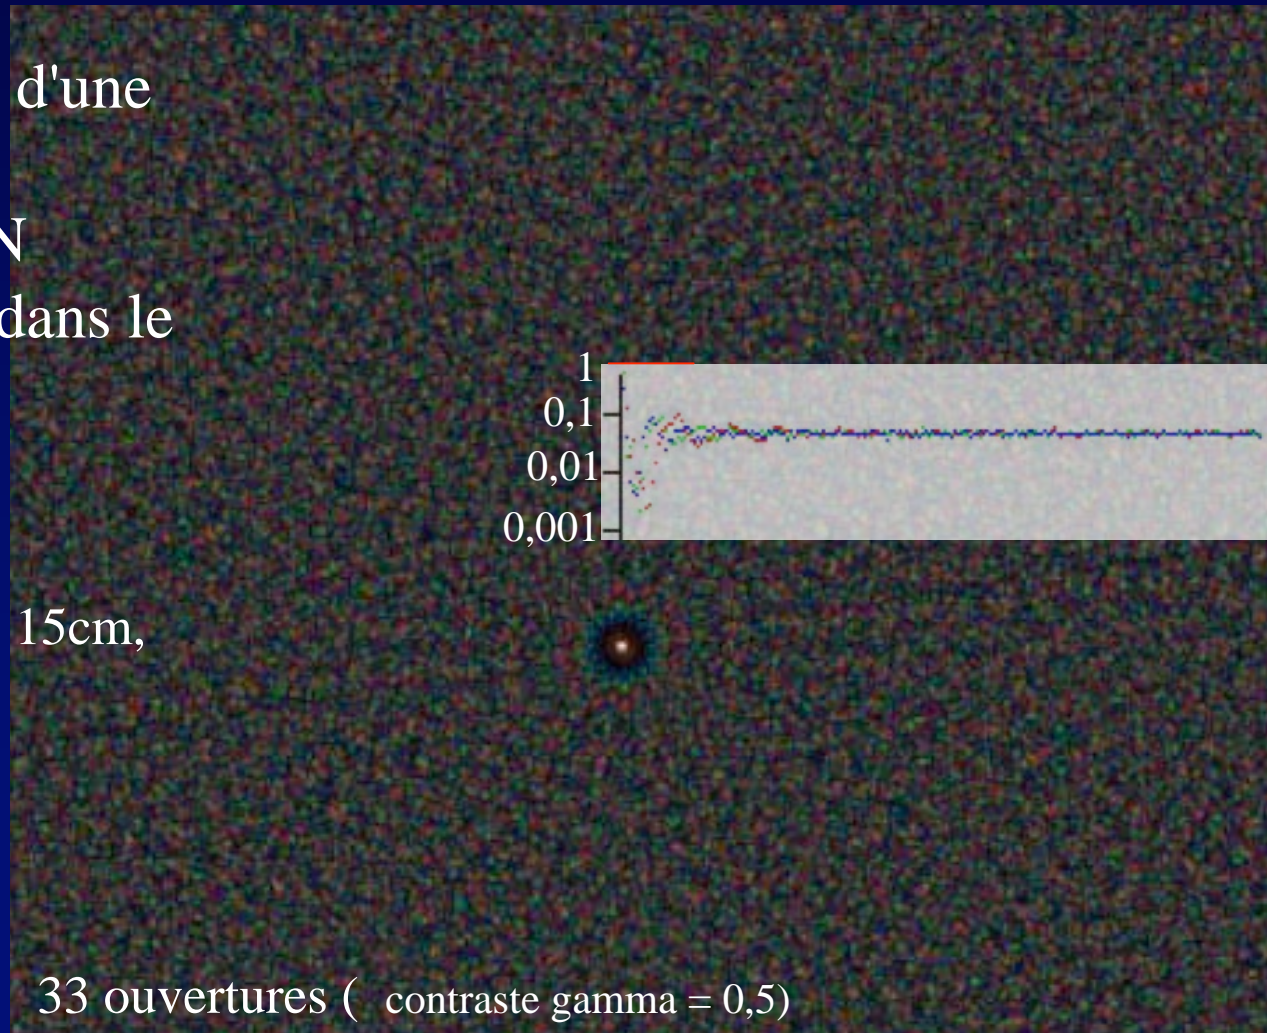 d'une
N
dans le
1
0,1
0,01
0,001
15cm,
33 ouvertures ( contraste gamma = 0,5)